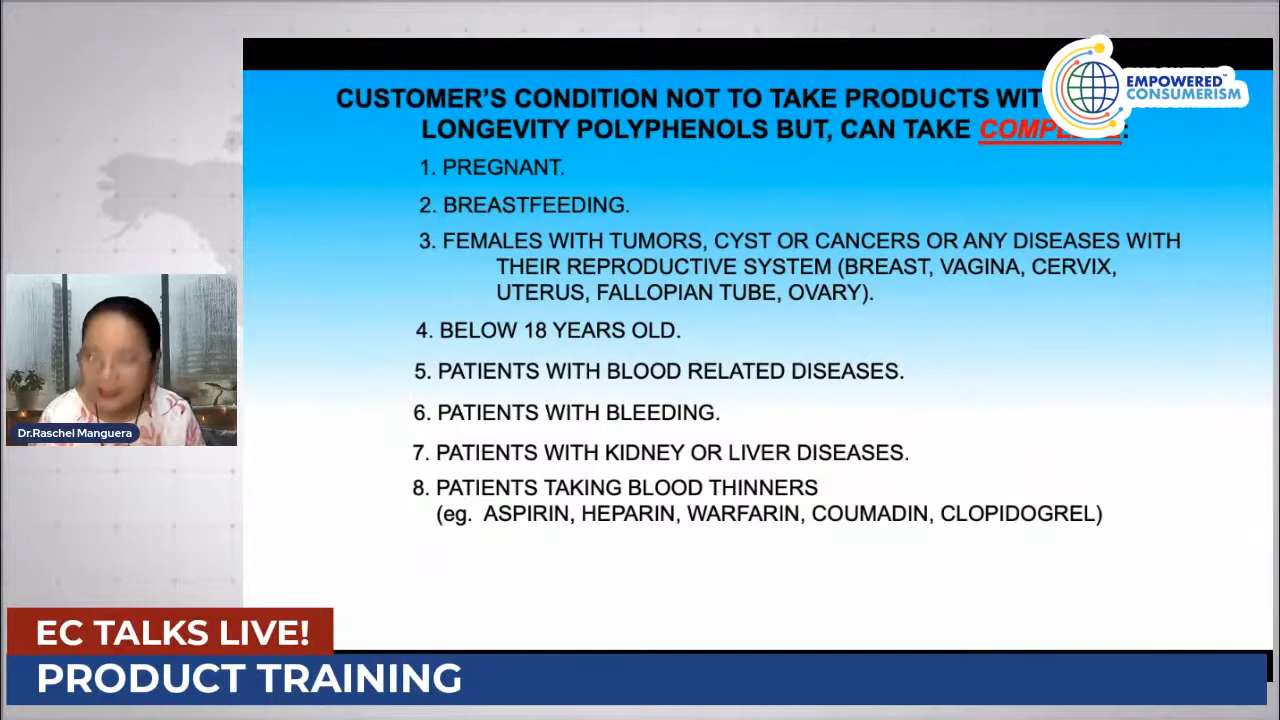 EMPOWERED™
CONSUMERISM
CUSTOMER'S CONDITION NOT TO TAKE PRODUCTS
LONGEVITY POLYPHENOLS BUT, CAN TAKE
1. PREGNANT.
2. BREASTFEEDING.
3. FEMALES WITH TUMORS, CYST OR CANCERS OR ANY DISEASES WITH
THEIR REPRODUCTIVE SYSTEM (BREAST, VAGINA, CERVIX,
UTERUS, FALLOPIAN TUBE, OVARY).
4. BELOW 18 YEARS OLD.
5. PATIENTS WITH BLOOD RELATED DISEASES.
6. PATIENTS WITH BLEEDING.
7. PATIENTS WITH KIDNEY OR LIVER DISEASES.
8. PATIENTS TAKING BLOOD THINNERS
(eg. ASPIRIN, HEPARIN, WARFARIN, COUMADIN, CLOPIDOGREL)
Dr.Raschel Manguera
EC TALKS LIVE!
PRODUCT TRAINING